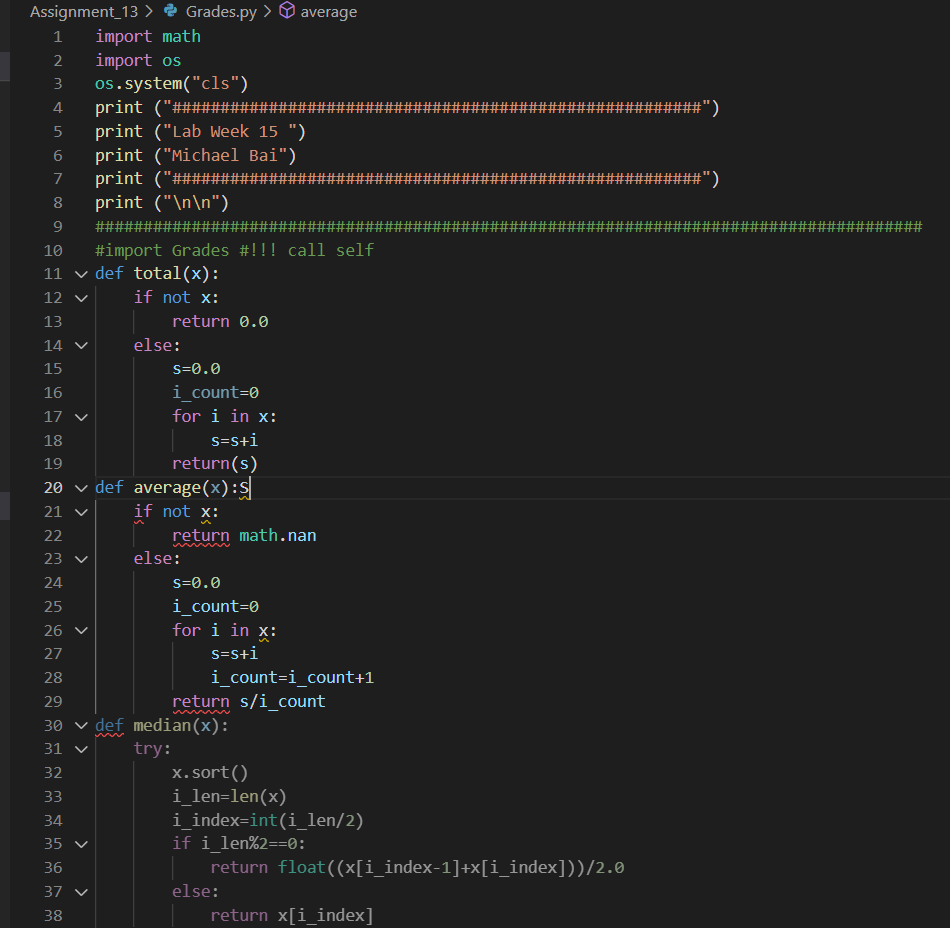 Assignment_13 > Grades.py > average
1 import math
2 import os
3 os.system("cls")
4 print ("#######################################################")
5 print ("Lab Week 15 ")
6 print ("Michael Bai")
7 print ("#######################################################")
8 print ("\n\n")
9 ######################################################################################
10 #import Grades #!!! call self
11 def total(x):
12     if not x:
13         return 0.0
14     else:
15         s=0.0
16         i_count=0
17         for i in x:
18             s=s+i
19         return(s)
20 def average(x):S
21     if not x:
22         return math.nan
23     else:
24         s=0.0
25         i_count=0
26         for i in x:
27             s=s+i
28             i_count=i_count+1
29         return s/i_count
30 def median(x):
31     try:
32         x.sort()
33         i_len=len(x)
34         i_index=int(i_len/2)
35         if i_len%2==0:
36             return float((x[i_index-1]+x[i_index]))/2.0
37         else:
38             return x[i_index]